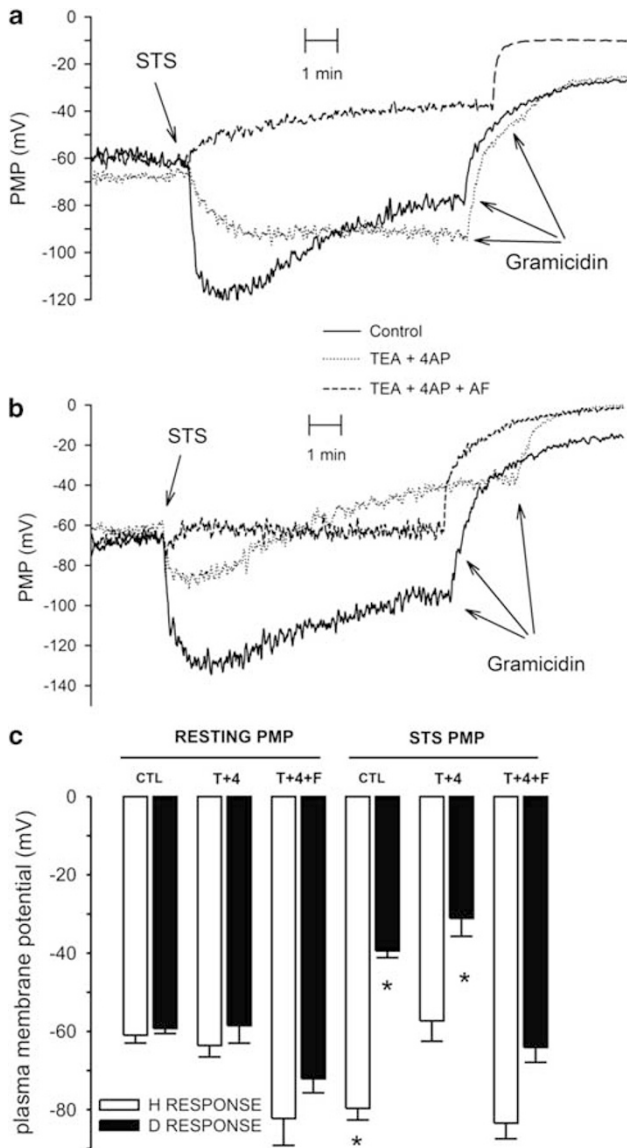 a
0
-20
-40
-60
-80
-100
-120
PMP (mV)
STS
1 min
Gramicidin
Control
TEA + 4AP
TEA + 4AP + AF
b
0
-20
-40
-60
-80
-100
-120
-140
PMP (mV)
STS
1 min
Gramicidin
c
RESTING PMP STS PMP
CTL T+4 T+4+F CTL T+4 T+4+F
0
-20
-40
-60
-80
plasma membrane potential (mV)
* * *
H RESPONSE
D RESPONSE